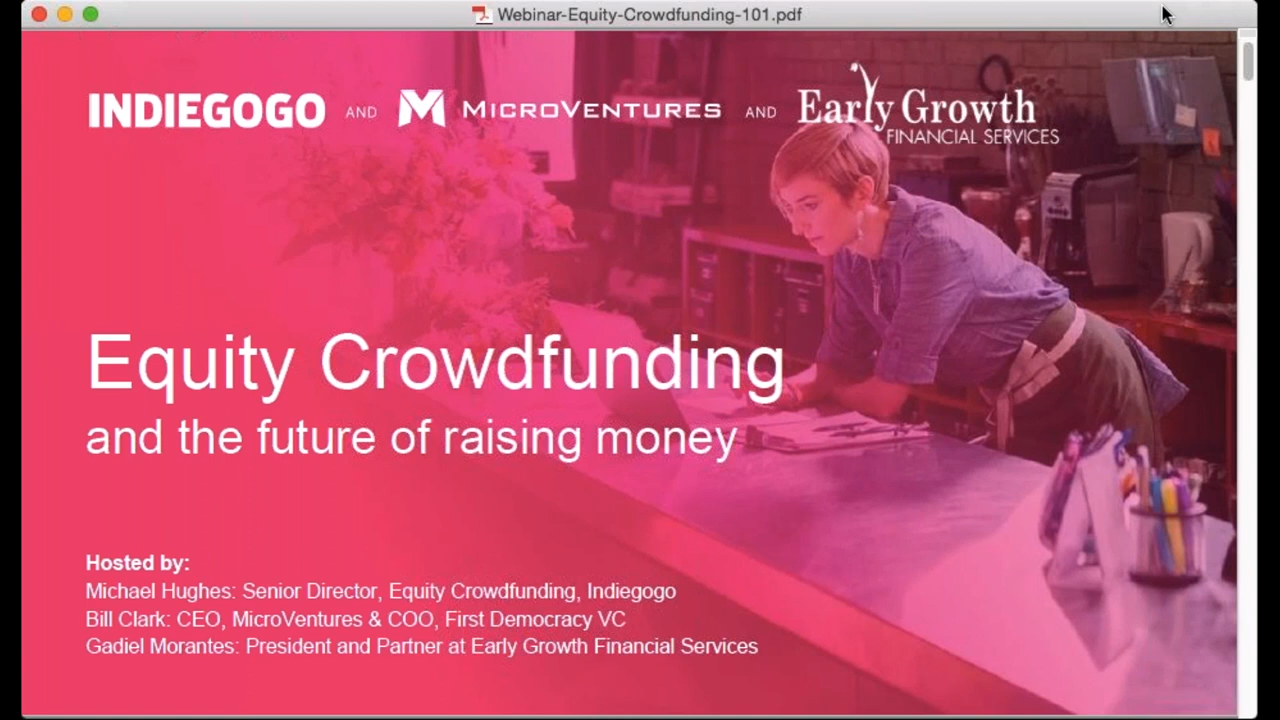 Webinar-Equity-Crowdfunding-101.pdf
INDIEGOGO AND MICROVENTURES AND Early Growth
FINANCIAL SERVICES
Equity Crowdfunding
and the future of raising money
Hosted by:
Michael Hughes: Senior Director, Equity Crowdfunding, Indiegogo
Bill Clark: CEO, MicroVentures & COO, First Democracy VC
Gadiel Morantes: President and Partner at Early Growth Financial Services